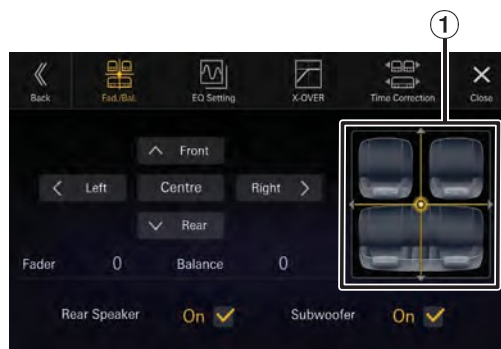 1
Back Fad./Bal. EQ Setting X-OVER Time Correction Close
Front
Left Centre Right
Rear
Fader 0 Balance 0
Rear Speaker On Subwoofer On